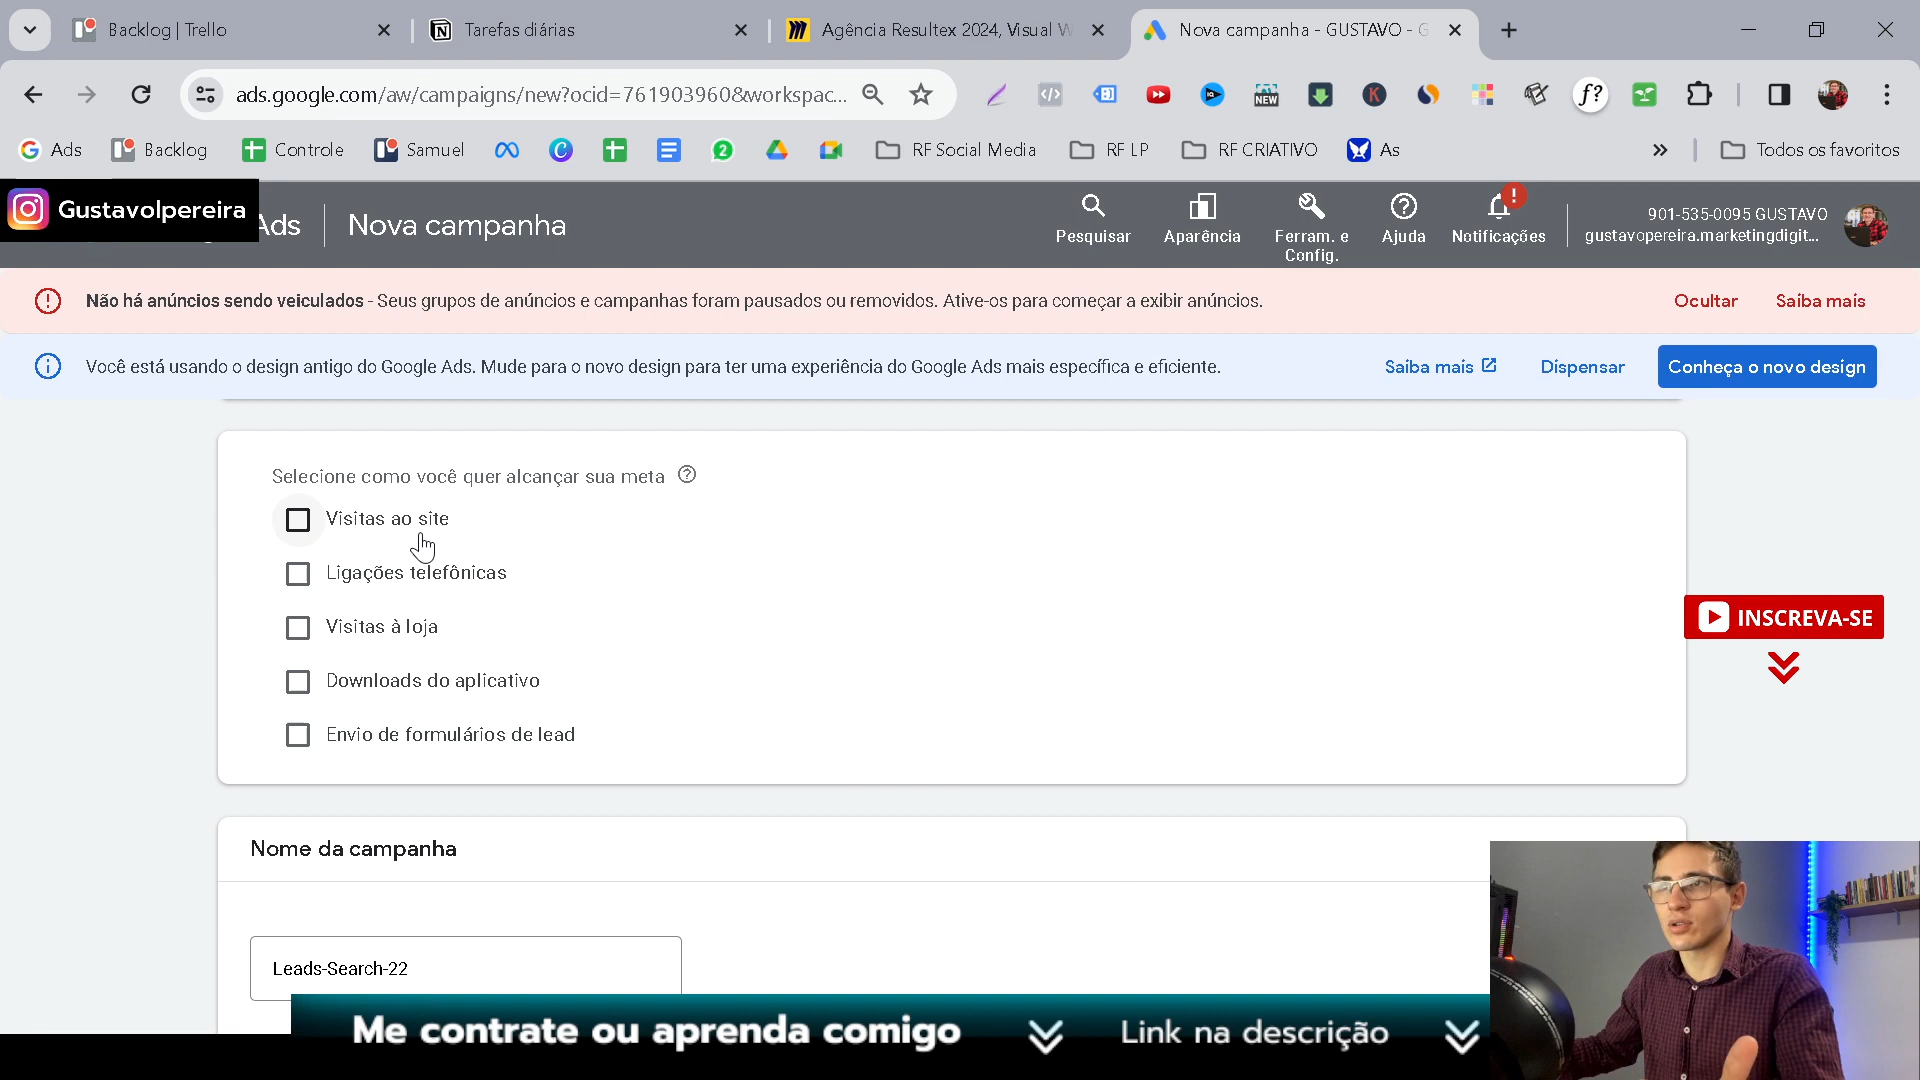 Backlog | Trello
Tarefas diárias
Agência Resultex 2024, Visual W
Nova campanha - GUSTAVO - G
ads.google.com/aw/campaigns/new?ocid=761903960&workspac...
f?
NEW
K
Ads
Backlog
Controle
Samuel
RF Social Media
RF LP
RF CRIATIVO
As
Todos os favoritos
Gustavolpereira
Ads
Nova campanha
Pesquisar
Aparência
Ferram. e
Config.
Ajuda
Notificações
901-535-0095 GUSTAVO
gustavopereira.marketingdigit...
Não há anúncios sendo veiculados - Seus grupos de anúncios e campanhas foram pausados ou removidos. Ative-os para começar a exibir anúncios.
Ocultar
Saiba mais
Você está usando o design antigo do Google Ads. Mude para o novo design para ter uma experiência do Google Ads mais específica e eficiente.
Saiba mais
Dispensar
Conheça o novo design
Selecione como você quer alcançar sua meta
Visitas ao site
Ligações telefônicas
Visitas à loja
Downloads do aplicativo
Envio de formulários de lead
INSCREVA-SE
Nome da campanha
Leads-Search-22
Me contrate ou aprenda comigo
Link na descrição